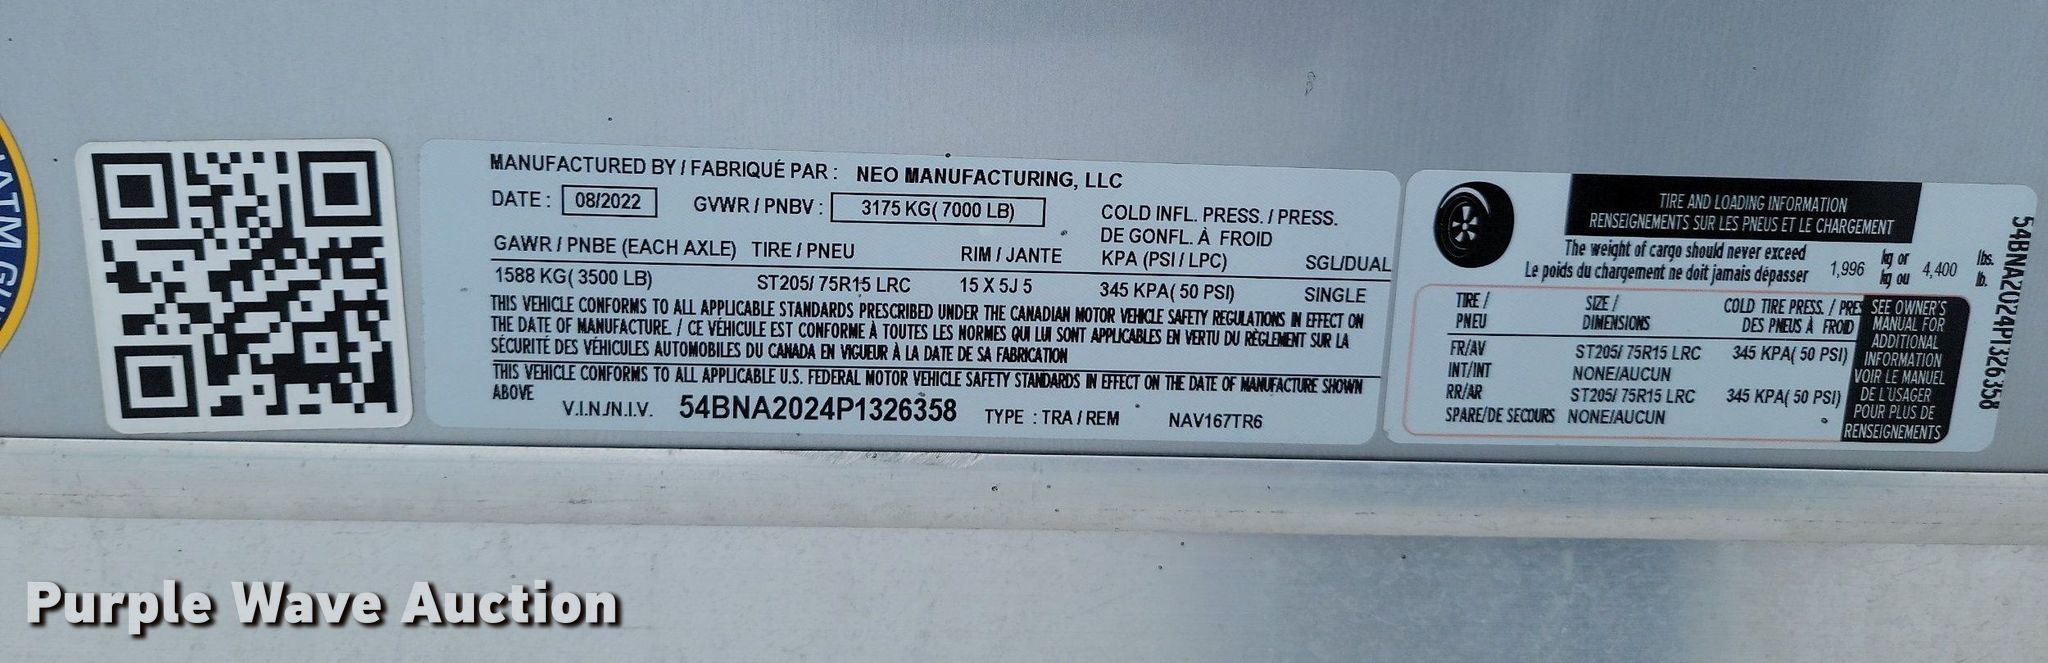 MANUFACTURED BY / FABRIQUÉ PAR : NEO MANUFACTURING, LLC
DATE : 08/2022 GVWR / PNBV : 3175 KG( 7000 LB)
COLD INFL. PRESS. / PRESS.
DE GONFL. À FROID
GAWR / PNBE (EACH AXLE) TIRE / PNEU RIM / JANTE KPA (PSI / LPC) SGL/DUAL
1588 KG( 3500 LB) ST205/ 75R15 LRC 15 X 5J 5 345 KPA( 50 PSI) SINGLE
THIS VEHICLE CONFORMS TO ALL APPLICABLE STANDARDS PRESCRIBED UNDER THE CANADIAN MOTOR VEHICLE SAFETY REGULATIONS IN EFFECT ON
THE DATE OF MANUFACTURE. / CE VÉHICULE EST CONFORME À TOUTES LES NORMES QUI LUI SONT APPLICABLES EN VERTU DU RÈGLEMENT SUR LA
SÉCURITÉ DES VÉHICULES AUTOMOBILES DU CANADA EN VIGUEUR À LA DATE DE SA FABRICATION
THIS VEHICLE CONFORMS TO ALL APPLICABLE U.S. FEDERAL MOTOR VEHICLE SAFETY STANDARDS IN EFFECT ON THE DATE OF MANUFACTURE SHOWN
ABOVE
V.I.N./N.I.V. 54BNA2024P1326358 TYPE : TRA / REM NAV167TR6
TIRE AND LOADING INFORMATION
RENSEIGNEMENTS SUR LES PNEUS ET LE CHARGEMENT
The weight of cargo should never exceed
Le poids du chargement ne doit jamais dépasser
1,996 kg or
kg ou 4,400 lbs.
lb.
TIRE / SIZE / COLD TIRE PRESS. / PRES
PNEU DIMENSIONS DES PNEUS À FROID
FR/AV ST205/ 75R15 LRC 345 KPA( 50 PSI)
INT/INT NONE/AUCUN
RR/AR ST205/ 75R15 LRC 345 KPA( 50 PSI)
SPARE/DE SECOURS NONE/AUCUN
SEE OWNER'S
MANUAL FOR
ADDITIONAL
INFORMATION
VOIR LE MANUEL
DE L'USAGER
POUR PLUS DE
RENSEIGNEMENTS
54BNA2024P1326358
Purple Wave Auction